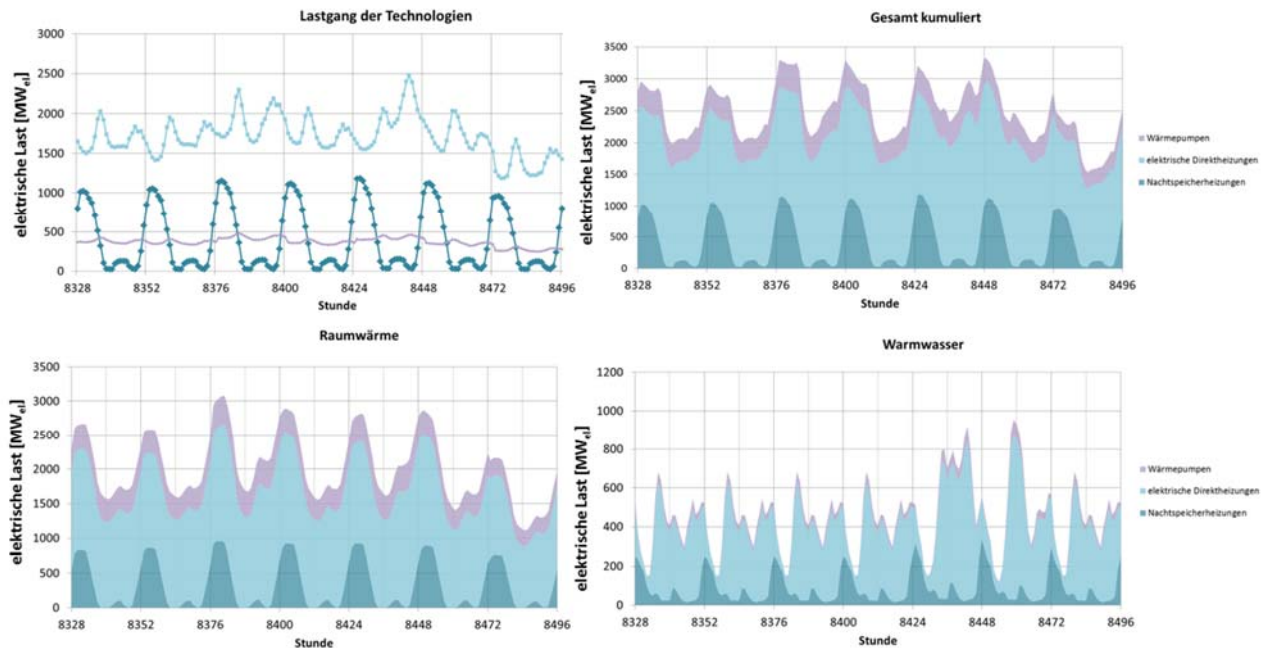 Lastgang der Technologien
elektrische Last [MWel]
3000
2500
2000
1500
1000
500
0
8328 8352 8376 8400 8424 8448 8472 8496
Stunde
Gesamt kumuliert
elektrische Last [MWel]
3500
3000
2500
2000
1500
1000
500
0
8328 8352 8376 8400 8424 8448 8472 8496
Stunde
Wärmepumpen
elektrische Direktheizungen
Nachtspeicherheizungen
Raumwärme
elektrische Last [MWel]
3500
3000
2500
2000
1500
1000
500
0
8328 8352 8376 8400 8424 8448 8472 8496
Stunde
Warmwasser
elektrische Last [MWel]
1200
1000
800
600
400
200
0
8328 8352 8376 8400 8424 8448 8472 8496
Stunde
Wärmepumpen
elektrische Direktheizungen
Nachtspeicherheizungen